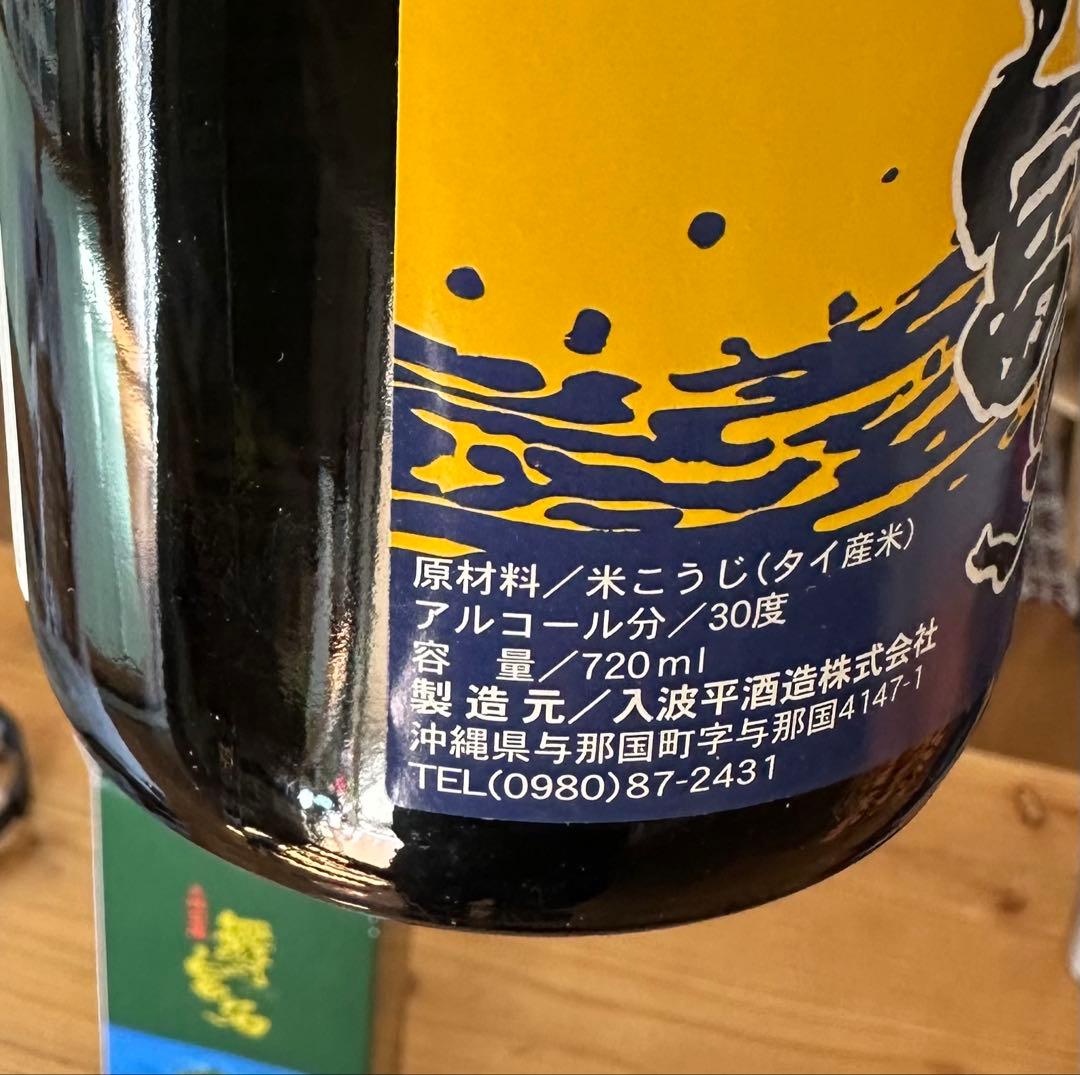 原材料／米こうじ（タイ産米）
アルコール分／30度
容　量／720ml
製造元／入波平酒造株式会社
沖縄県与那国町字与那国4147-1
TEL(0980)87-2431